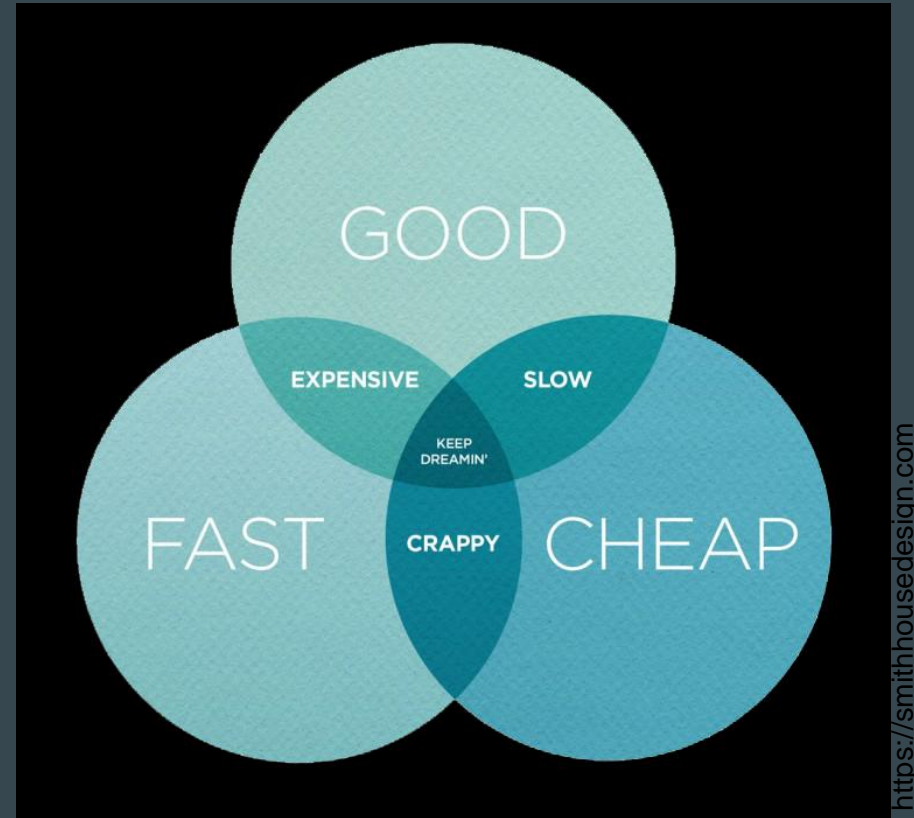 GOOD
EXPENSIVE
SLOW
KEEP
DREAMIN'
FAST
CRAPPY
CHEAP
https://smithhousedesign.com